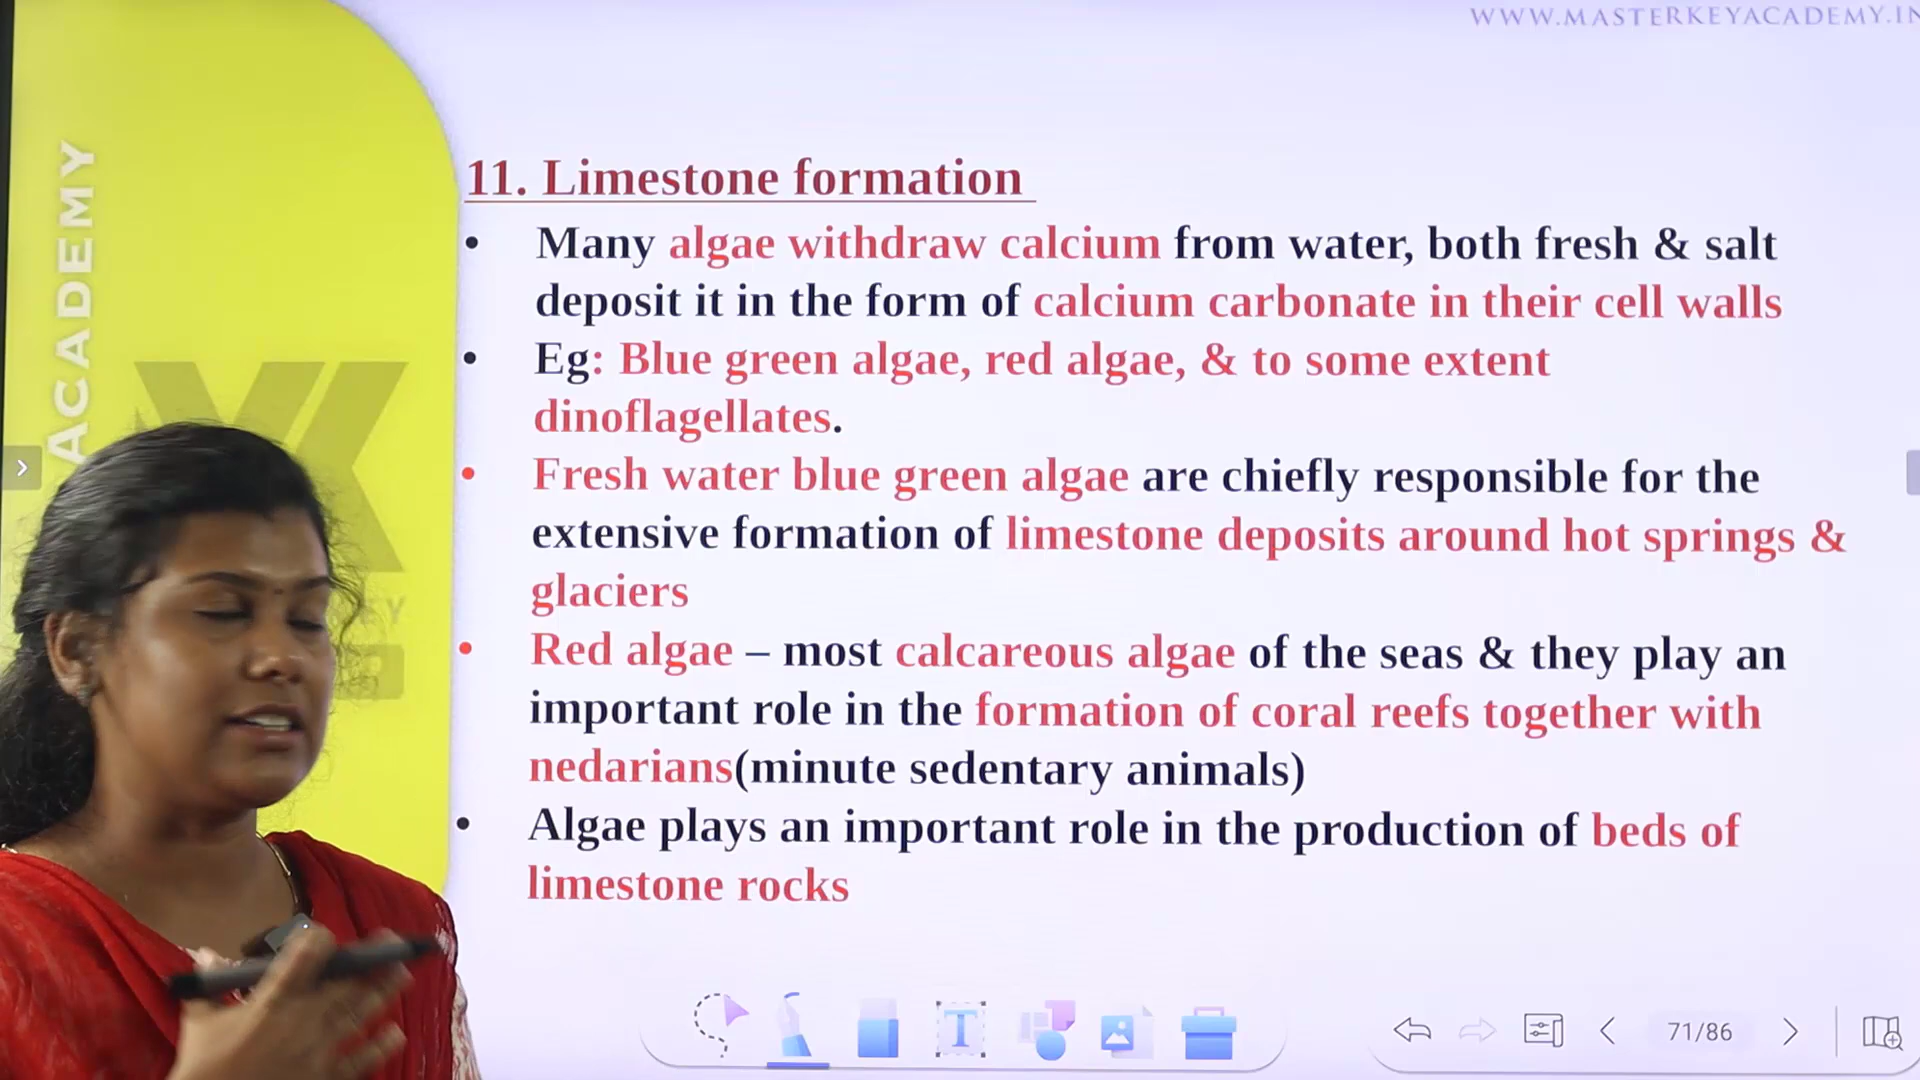 WWW.MASTERKEYACADEMY.IN
ACADEMY
11. Limestone formation
• Many algae withdraw calcium from water, both fresh & salt
deposit it in the form of calcium carbonate in their cell walls
• Eg: Blue green algae, red algae, & to some extent
dinoflagellates.
• Fresh water blue green algae are chiefly responsible for the
extensive formation of limestone deposits around hot springs &
glaciers
• Red algae – most calcareous algae of the seas & they play an
important role in the formation of coral reefs together with
nedarians(minute sedentary animals)
• Algae plays an important role in the production of beds of
limestone rocks
71/86